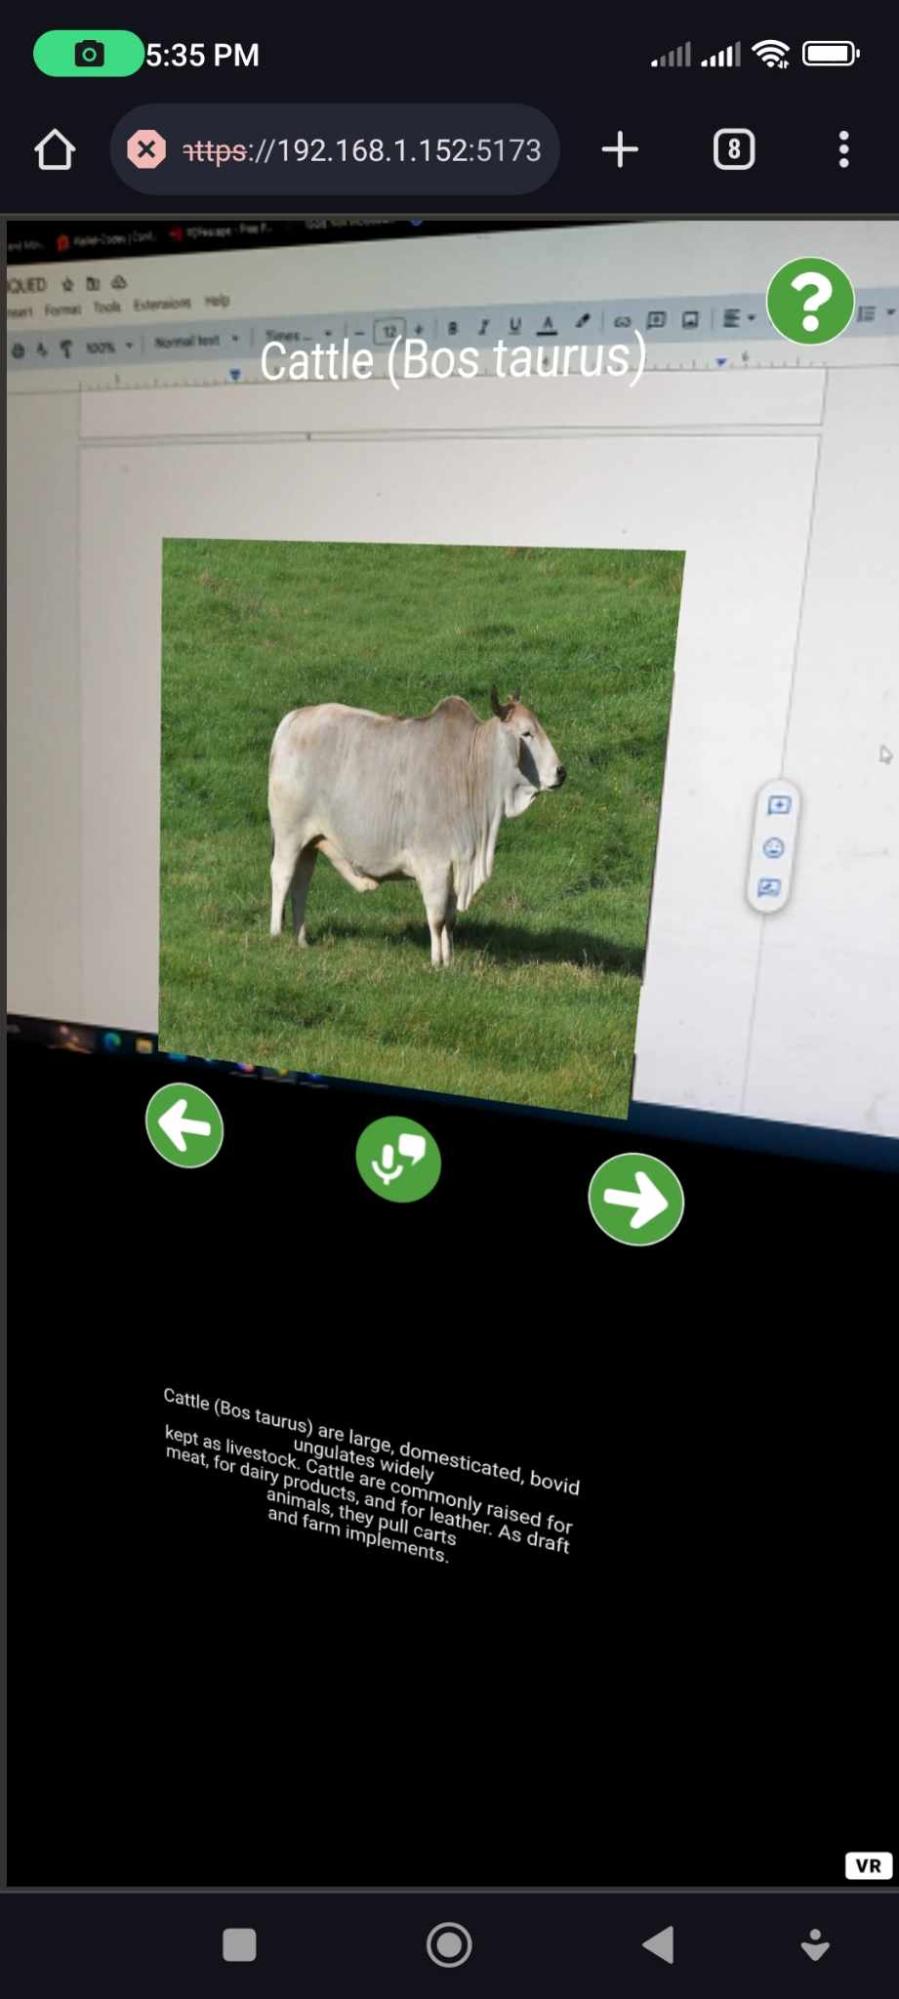 5:35 PM
https://192.168.1.152:5173
8
QUED
Format Tools Extensions Help
100% Normal text Times... - 12 + B I U A
Cattle (Bos taurus)
Cattle (Bos taurus) are large, domesticated, bovid
ungulates widely
kept as livestock. Cattle are commonly raised for
meat, for dairy products, and for leather. As draft
animals, they pull carts
and farm implements.
VR